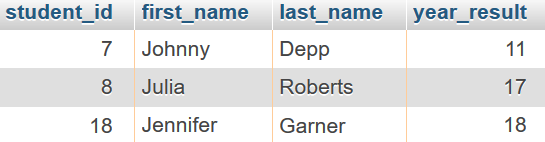 student_id first_name last_name year_result
7 Johnny Depp 11
8 Julia Roberts 17
18 Jennifer Garner 18